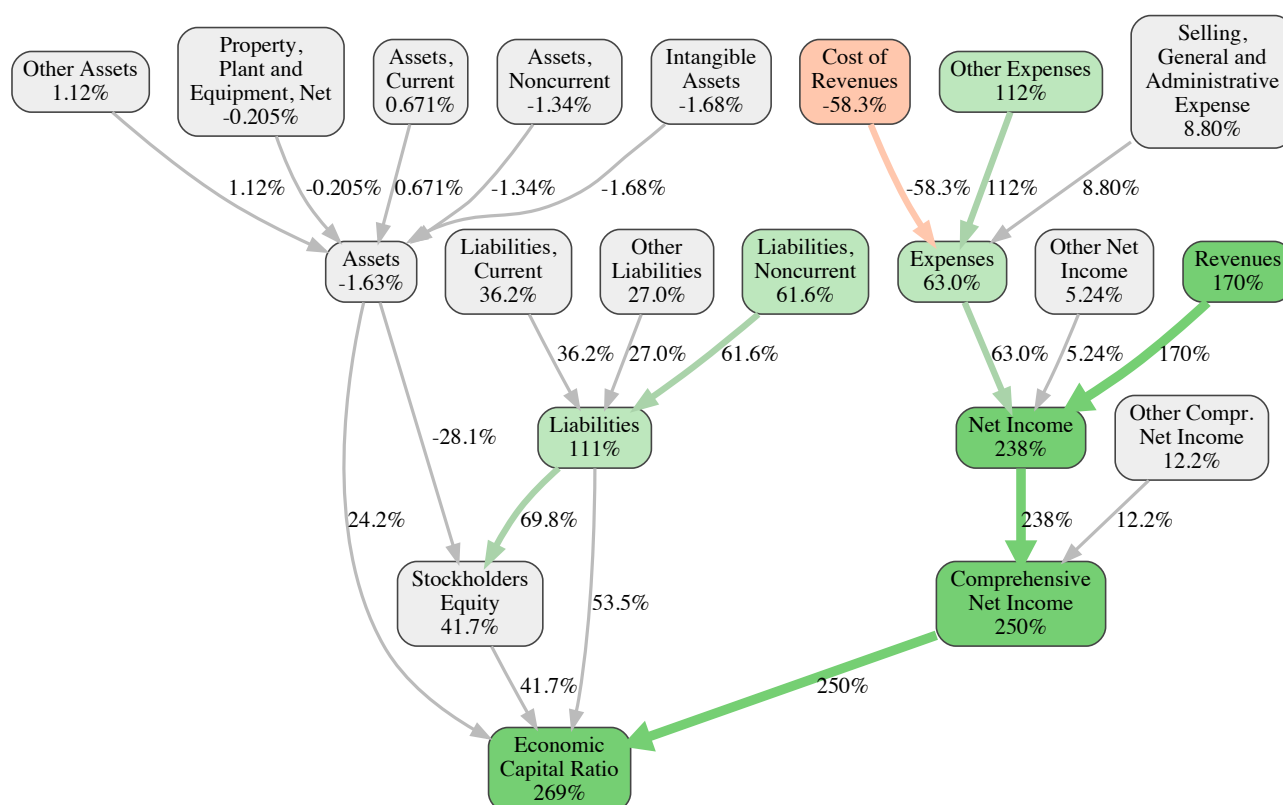 Other Assets
1.12%
Property,
Plant and
Equipment, Net
-0.205%
Assets,
Current
0.671%
Assets,
Noncurrent
-1.34%
Intangible
Assets
-1.68%
Cost of
Revenues
-58.3%
Other Expenses
112%
Selling,
General and
Administrative
Expense
8.80%
1.12%
-0.205%
0.671%
-1.34%
-1.68%
-58.3%
112%
8.80%
Assets
-1.63%
Liabilities,
Current
36.2%
Other
Liabilities
27.0%
Liabilities,
Noncurrent
61.6%
Expenses
63.0%
Other Net
Income
5.24%
Revenues
170%
36.2%
27.0%
61.6%
63.0%
5.24%
170%
-28.1%
Liabilities
111%
Net Income
238%
Other Compr.
Net Income
12.2%
24.2%
69.8%
53.5%
238%
12.2%
Stockholders
Equity
41.7%
Comprehensive
Net Income
250%
41.7%
250%
Economic
Capital Ratio
269%